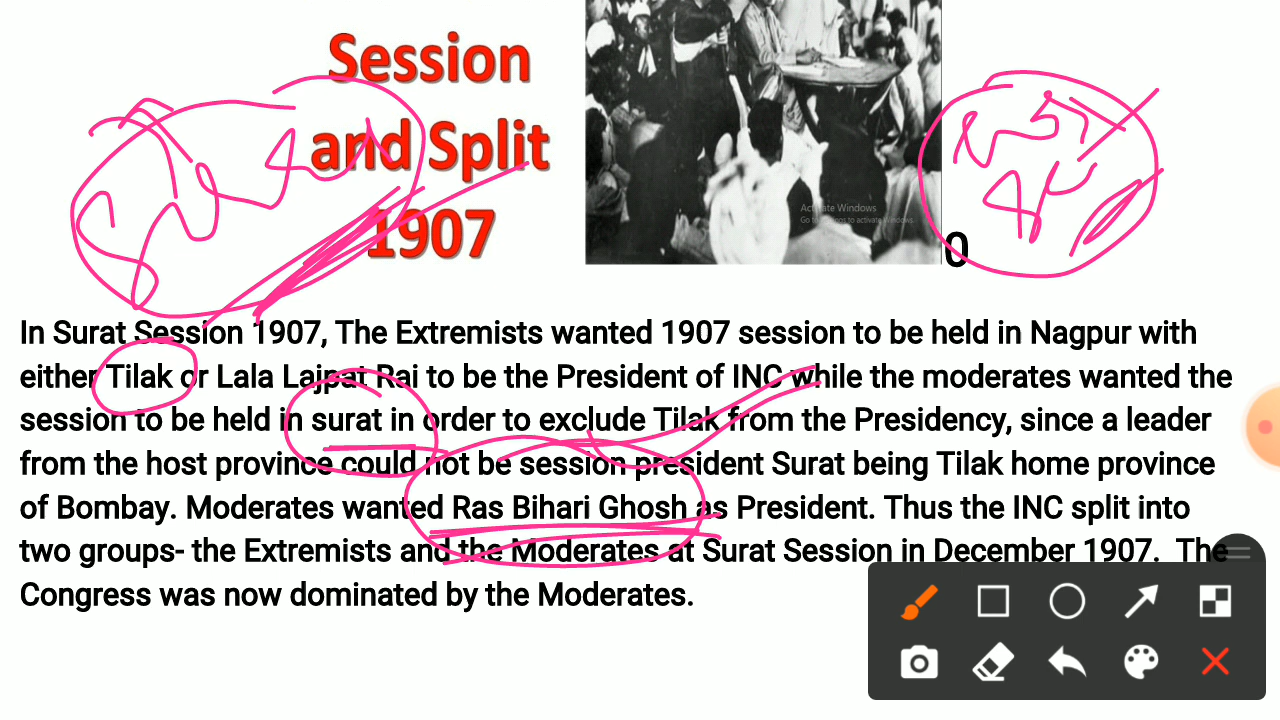 Session
and Split
1907
Activate Windows
0
In Surat Session 1907, The Extremists wanted 1907 session to be held in Nagpur with
either Tilak or Lala Lajpat Rai to be the President of INC while the moderates wanted the
session to be held in surat in order to exclude Tilak from the Presidency, since a leader
from the host province could not be session president Surat being Tilak home province
of Bombay. Moderates wanted Ras Bihari Ghosh as President. Thus the INC split into
two groups- the Extremists and the Moderates at Surat Session in December 1907. The
Congress was now dominated by the Moderates.